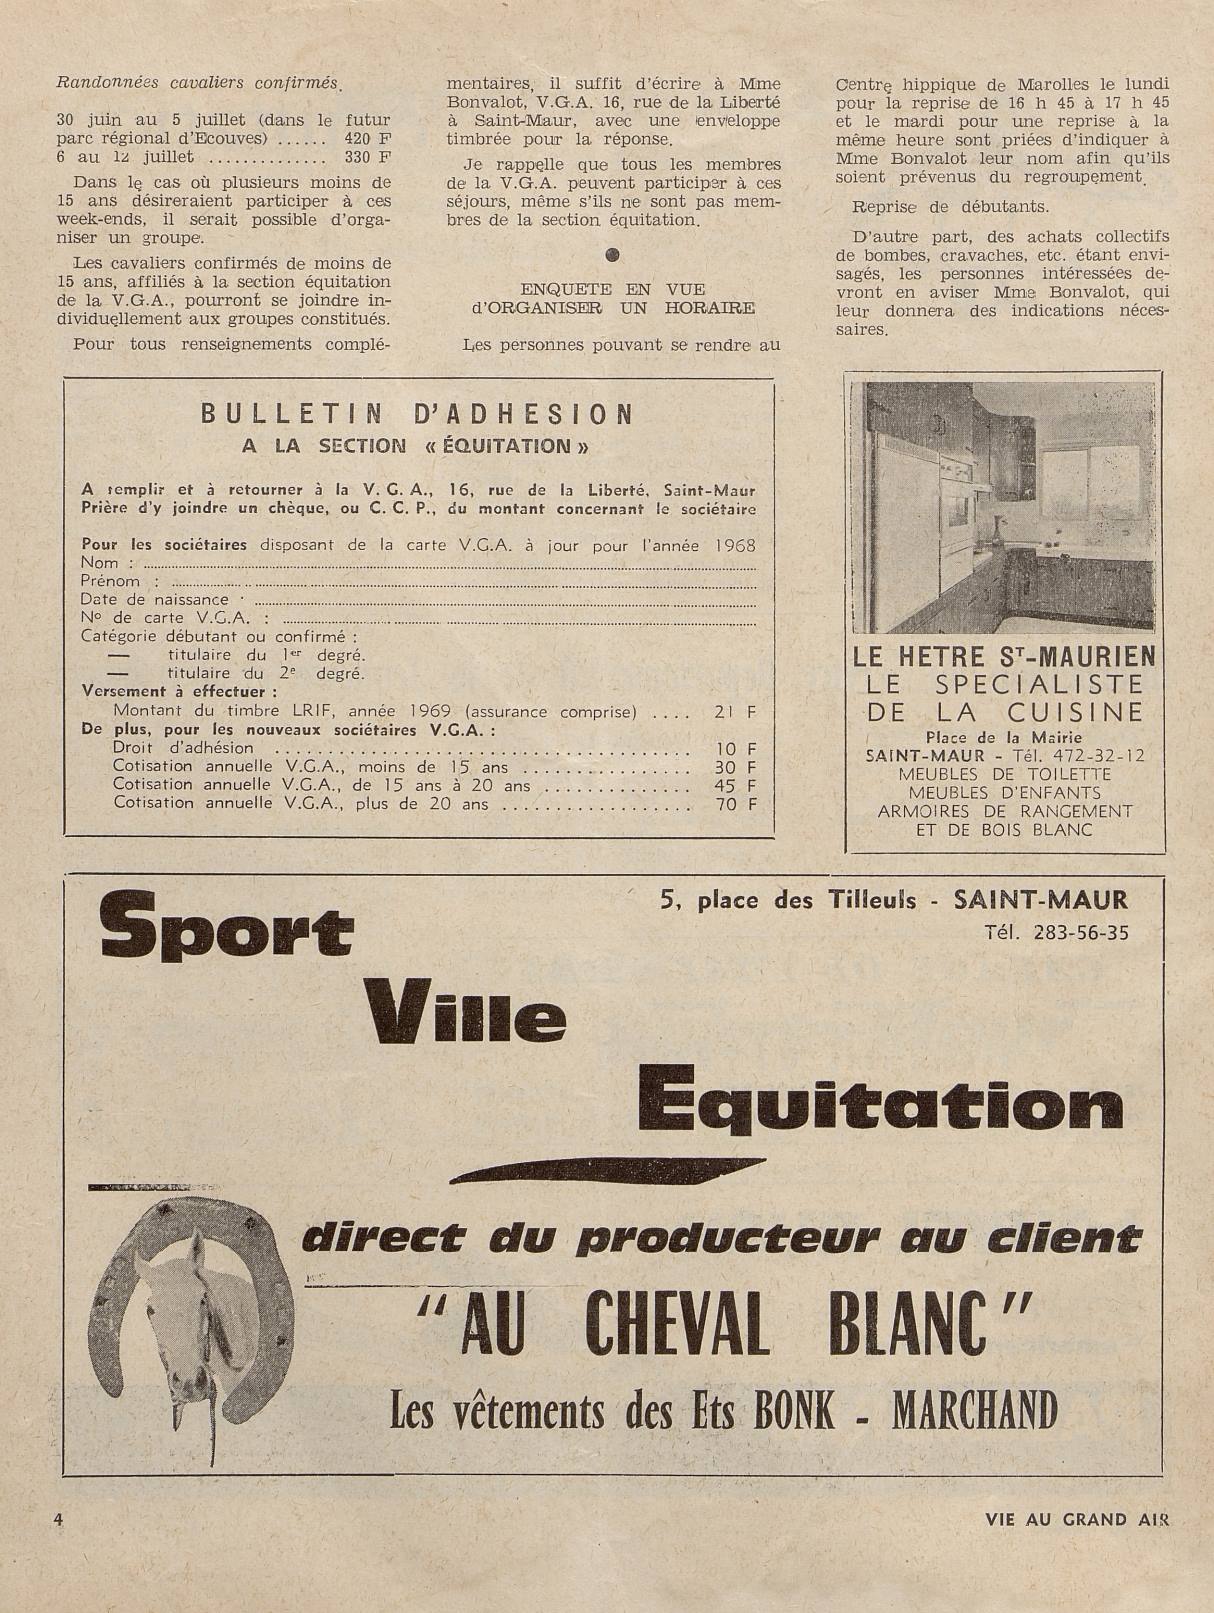 Randonnées cavaliers confirmés.
30 juin au 5 juillet (dans le futur
parc régional d'Ecouves) ...... 420 F
6 au 12 juillet .............. 330 F
Dans le cas où plusieurs moins de
15 ans désireraient participer à ces
week-ends, il serait possible d'orga-
niser un groupe.
Les cavaliers confirmés de moins de
15 ans, affiliés à la section équitation
de la V.G.A., pourront se joindre in-
dividuellement aux groupes constitués.
Pour tous renseignements complé-
mentaires, il suffit d'écrire à Mme
Bonvalot, V.G.A. 16, rue de la Liberté
à Saint-Maur, avec une enveloppe
timbrée pour la réponse.
Je rappelle que tous les membres
de la V.G.A. peuvent participer à ces
séjours, même s'ils ne sont pas mem-
bres de la section équitation.
ENQUETE EN VUE
d'ORGANISER UN HORAIRE
Les personnes pouvant se rendre au
Centre hippique de Marolles le lundi
pour la reprise de 16 h 45 à 17 h 45
et le mardi pour une reprise à la
même heure sont priées d'indiquer à
Mme Bonvalot leur nom afin qu'ils
soient prévenus du regroupement.
Reprise de débutants.
D'autre part, des achats collectifs
de bombes, cravaches, etc. étant envi-
sagés, les personnes intéressées de-
vront en aviser Mme Bonvalot, qui
leur donnera des indications néces-
saires.
BULLETIN D'ADHESION
A LA SECTION « ÉQUITATION »
A remplir et à retourner à la V. G. A., 16, rue de la Liberté, Saint-Maur
Prière d'y joindre un chèque, ou C. C. P., du montant concernant le sociétaire
Pour les sociétaires disposant de la carte V.G.A. à jour pour l'année 1968
Nom : ........................
Prénom : ........................
Date de naissance : ........................
No de carte V.G.A. : ........................
Catégorie débutant ou confirmé :
— titulaire du 1er degré.
— titulaire du 2e degré.
Versement à effectuer :
Montant du timbre LRIF, année 1969 (assurance comprise) .... 21 F
De plus, pour les nouveaux sociétaires V.G.A. :
Droit d'adhésion ........................ 10 F
Cotisation annuelle V.G.A., moins de 15 ans ................ 30 F
Cotisation annuelle V.G.A., de 15 ans à 20 ans .............. 45 F
Cotisation annuelle V.G.A., plus de 20 ans .................. 70 F
LE HETRE ST-MAURIEN
LE SPECIALISTE
DE LA CUISINE
Place de la Mairie
SAINT-MAUR - Tél. 472-32-12
MEUBLES DE TOILETTE
MEUBLES D'ENFANTS
ARMOIRES DE RANGEMENT
ET DE BOIS BLANC
5, place des Tilleuls - SAINT-MAUR
Tél. 283-56-35
Sport
Ville
Equitation
direct du producteur au client
"AU CHEVAL BLANC"
Les vêtements des Ets BONK - MARCHAND
4
VIE AU GRAND AIR